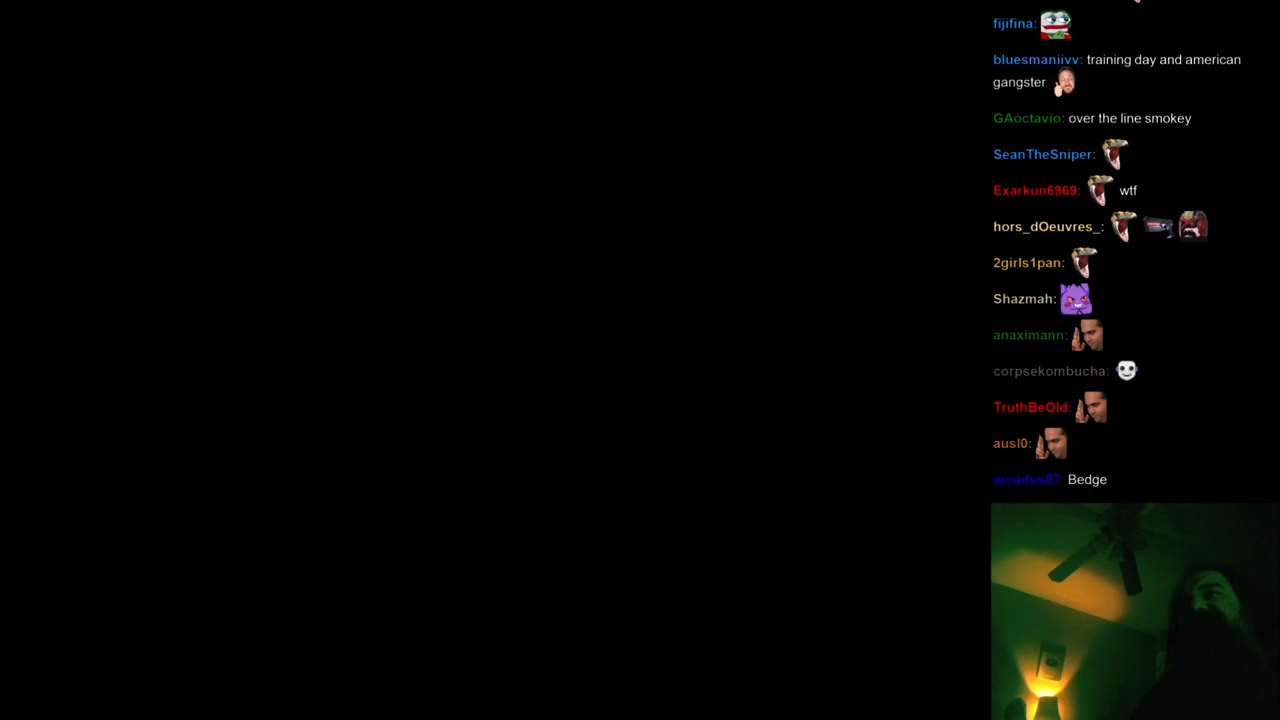 fijifina:
bluesmaniivv: training day and american
gangster
GAoctavio: over the line smokey
SeanTheSniper:
Exarkun6969: wtf
hors_dOeuvres_:
2girls1pan:
Shazmah:
anaximann:
corpsekombucha:
TruthBeOld:
ausl0:
arcadus07: Bedge